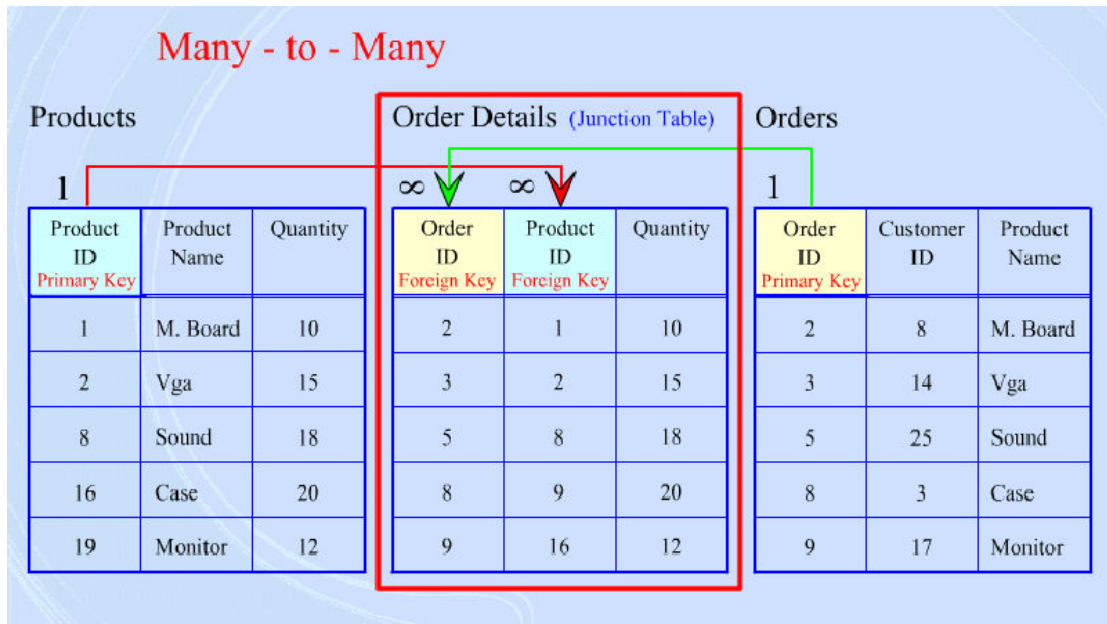 Many - to - Many
Products
Order Details (Junction Table)
Orders
1
∞
∞
1
Product ID Primary Key
Product Name
Quantity
1 M. Board 10
2 Vga 15
8 Sound 18
16 Case 20
19 Monitor 12
Order ID Foreign Key
Product ID Foreign Key
Quantity
2 1 10
3 2 15
5 8 18
8 9 20
9 16 12
Order ID Primary Key
Customer ID
Product Name
2 8 M. Board
3 14 Vga
5 25 Sound
8 3 Case
9 17 Monitor